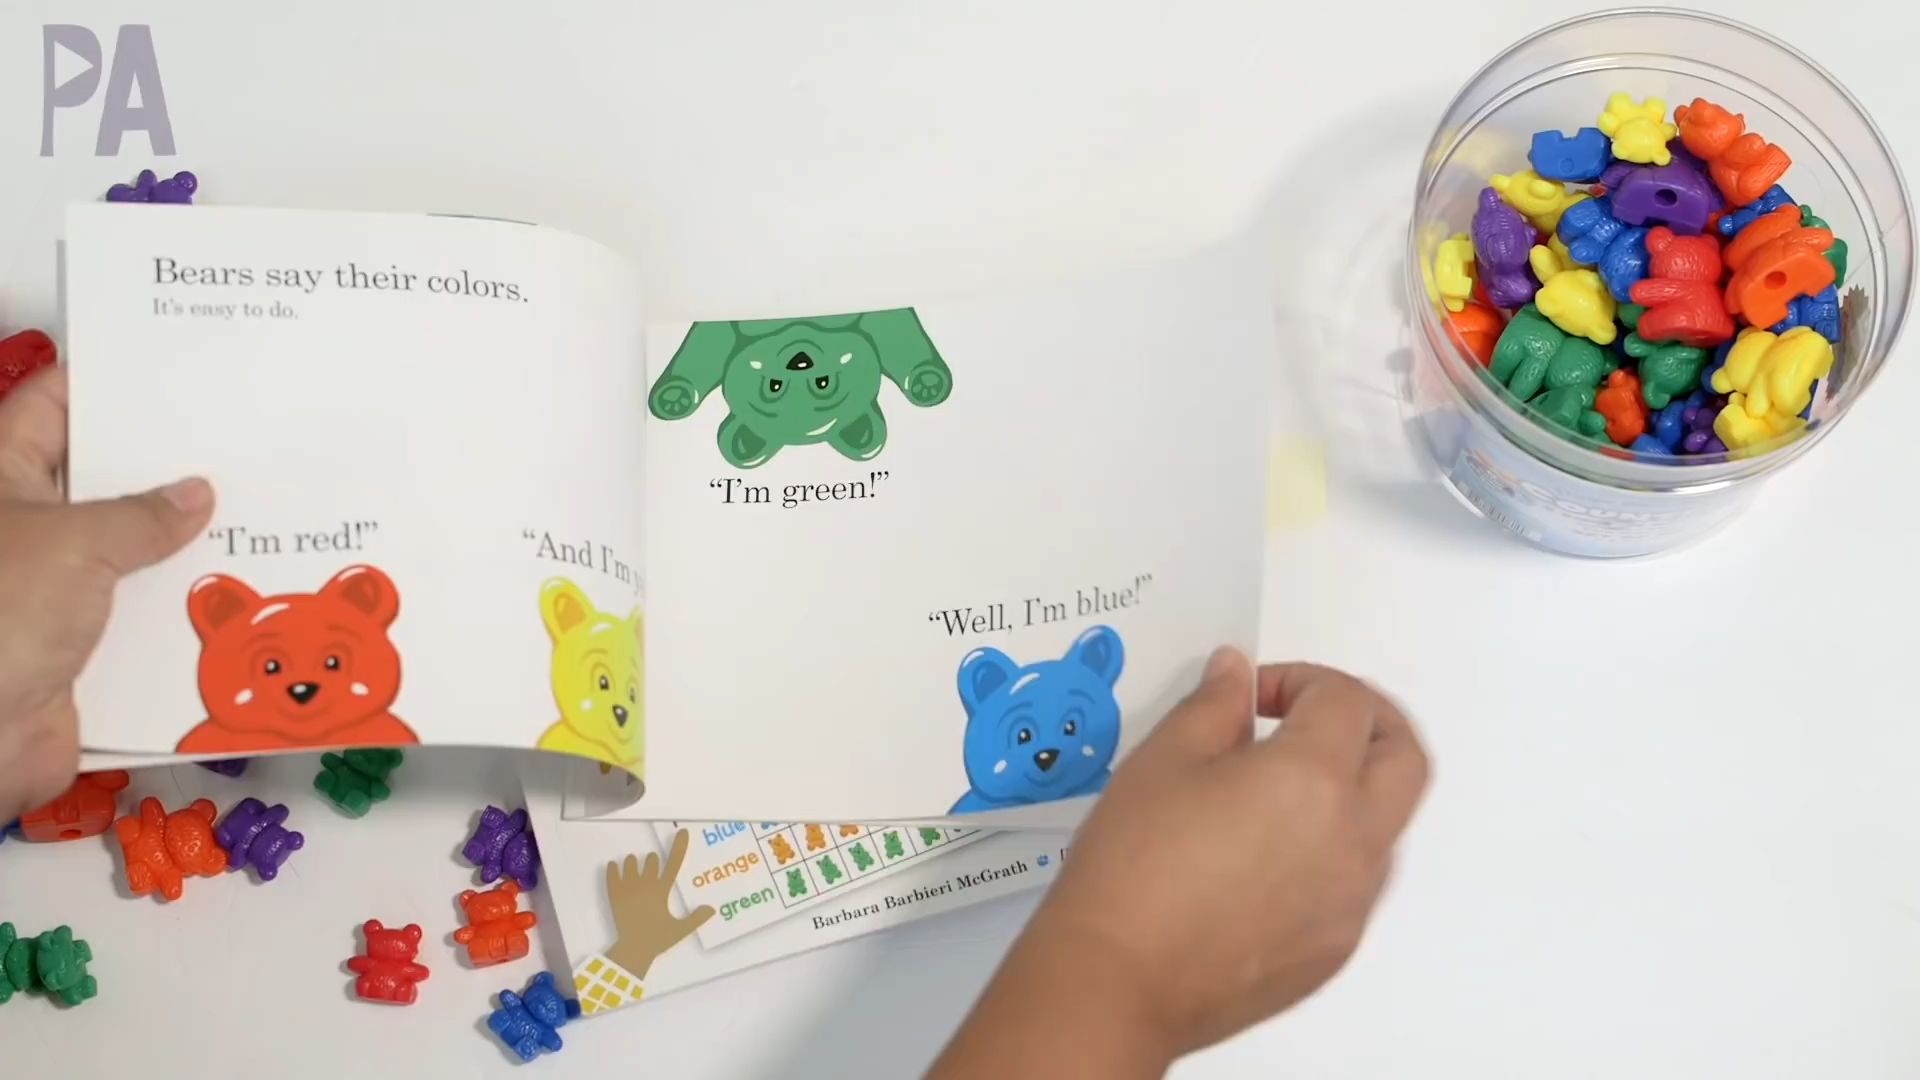 PA
Bears say their colors.
It's easy to do.
“I'm red!”
“And I'm
“I'm green!”
“Well, I'm blue!”
blue
orange
green
Barbara Barbieri McGrath